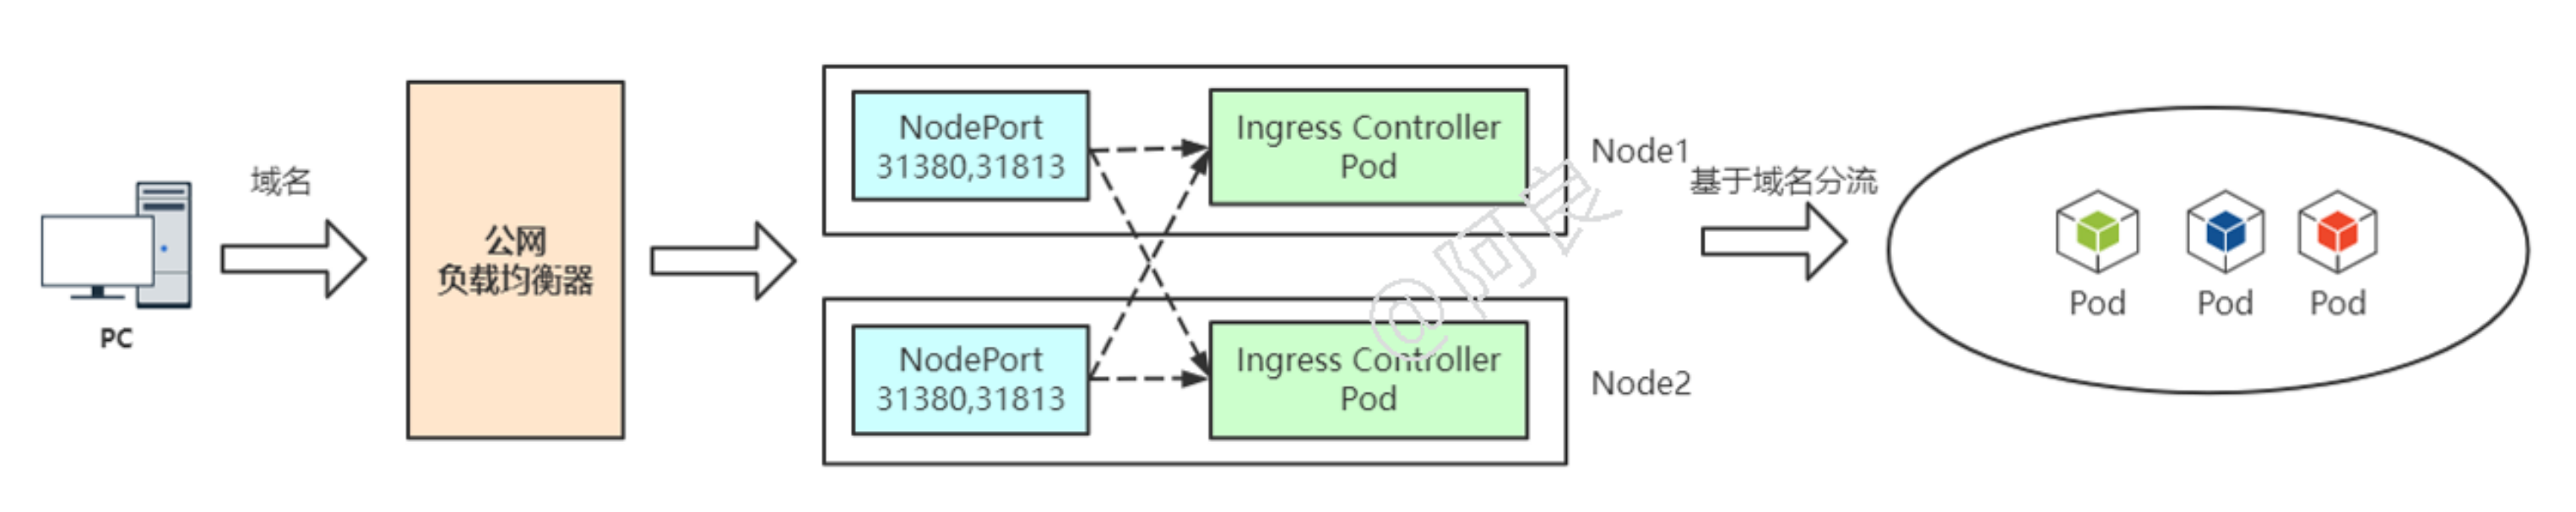 域名
PC
公网
负载均衡器
NodePort
31380,31813
Ingress Controller
Pod
Node1
NodePort
31380,31813
Ingress Controller
Pod
Node2
@阿良
基于域名分流
Pod
Pod
Pod